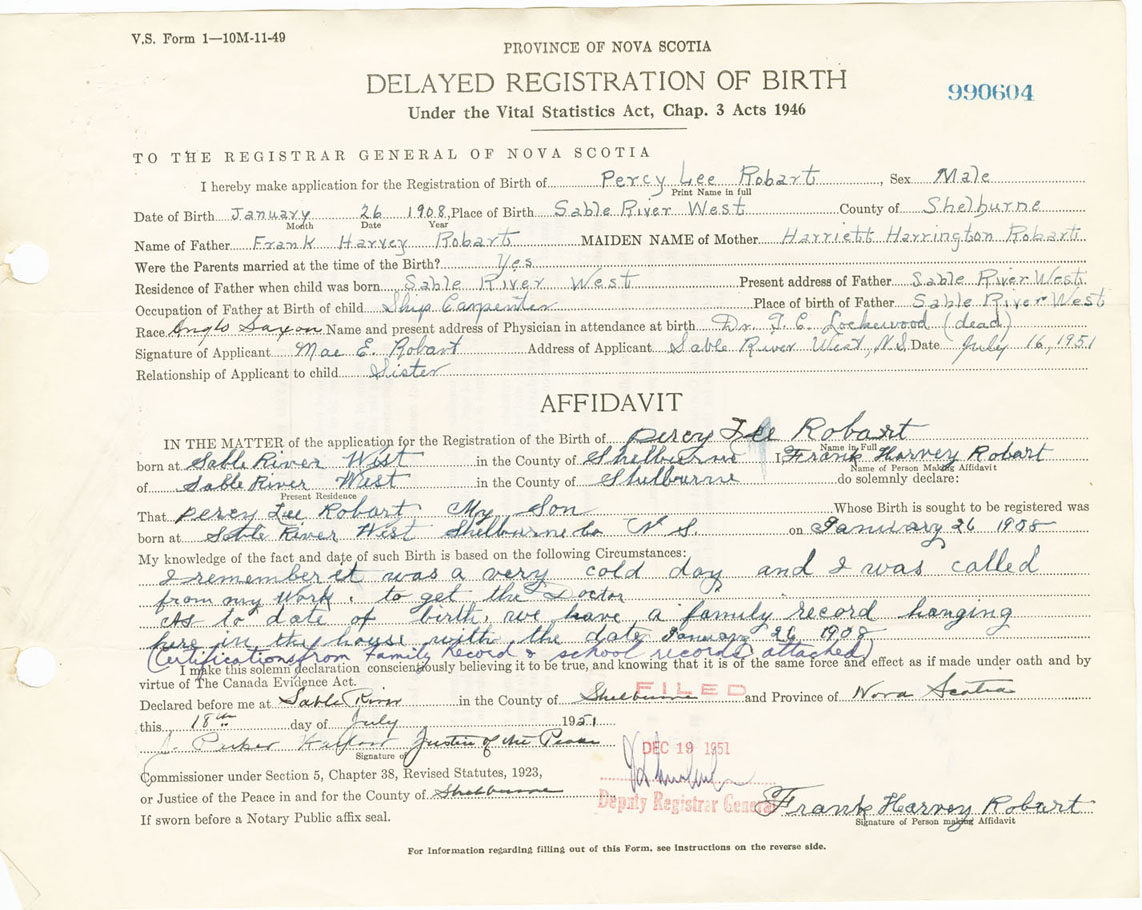 V.S. Form 1—10M-11-49
PROVINCE OF NOVA SCOTIA
DELAYED REGISTRATION OF BIRTH
990604
Under the Vital Statistics Act, Chap. 3 Acts 1946
TO THE REGISTRAR GENERAL OF NOVA SCOTIA
I hereby make application for the Registration of Birth of Percy Lee Robart, Sex Male
Print Name in full
Date of Birth January 26 1908, Place of Birth Sable River West County of Shelburne
Month Date Year
Name of Father Frank Harvey Robart MAIDEN NAME of Mother Harriett Harrington Robart
Were the Parents married at the time of the Birth? Yes
Residence of Father when child was born Sable River West Present address of Father Sable River West
Occupation of Father at Birth of child Ship Carpenter Place of birth of Father Sable River West
Race Anglo Saxon Name and present address of Physician in attendance at birth Dr. T. C. Lockewood (dead)
Signature of Applicant Mae E. Robart Address of Applicant Sable River West, N.S. Date July 16, 1951
Relationship of Applicant to child Sister
AFFIDAVIT
IN THE MATTER of the application for the Registration of the Birth of Percy Lee Robart
Name in Full
born at Sable River West in the County of Shelburne I, Frank Harvey Robart
Name of Person Making Affidavit
of Sable River West in the County of Shelburne do solemnly declare:
Present Residence
That Percy Lee Robart My Son Whose Birth is sought to be registered was
born at Sable River West Shelburne Co N S. on January 26 1908
My knowledge of the fact and date of such Birth is based on the following Circumstances:
I remember it was a very cold day and I was called
from my work. to get the Doctor
As to date of birth, we have a family record hanging
here in the house with the date January 26 1908
(Certifications from Family Record & school records attached)
I make this solemn declaration conscientiously believing it to be true, and knowing that it is of the same force and effect as if made under oath and by
virtue of The Canada Evidence Act.
FILED
Declared before me at Sable River in the County of Shelburne and Province of Nova Scotia
this 18th day of July 1951
Justice of the Peace
Signature of
DEC 19 1951
Commissioner under Section 5, Chapter 38, Revised Statutes, 1923,
or Justice of the Peace in and for the County of Shelburne
Deputy Registrar General
Frank Harvey Robart
Signature of Person making Affidavit
If sworn before a Notary Public affix seal.
For Information regarding filling out of this Form, see instructions on the reverse side.